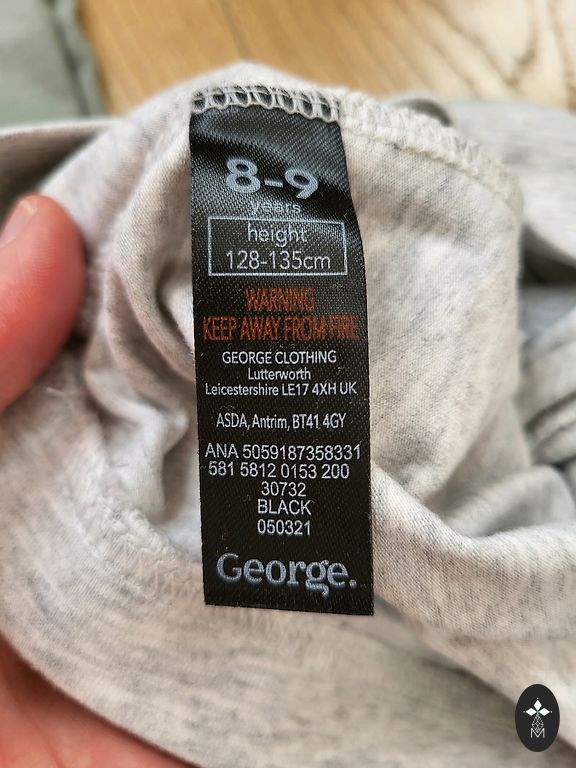 8-9
years
height
128-135cm
WARNING
KEEP AWAY FROM FIRE
GEORGE CLOTHING
Lutterworth
Leicestershire LE17 4XH UK
ASDA, Antrim, BT41 4GY
ANA 5059187358331
581 5812 0153 200
30732
BLACK
050321
George.
M